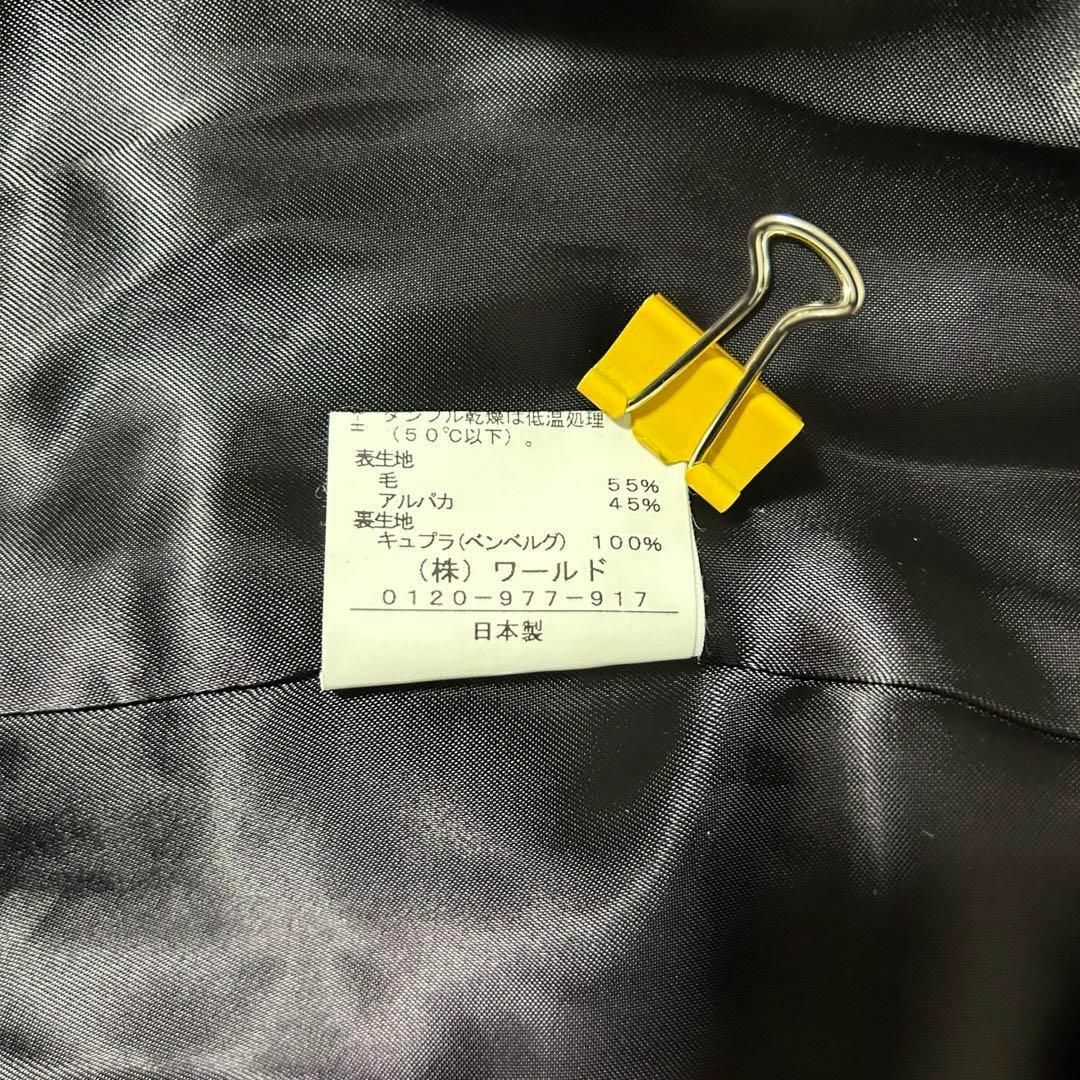 タンブル乾燥は低温処理
(50℃以下)。
表生地
毛 55%
アルパカ 45%
裏生地
キュプラ(ベンベルグ) 100%
(株)ワールド
0120-977-917
日本製